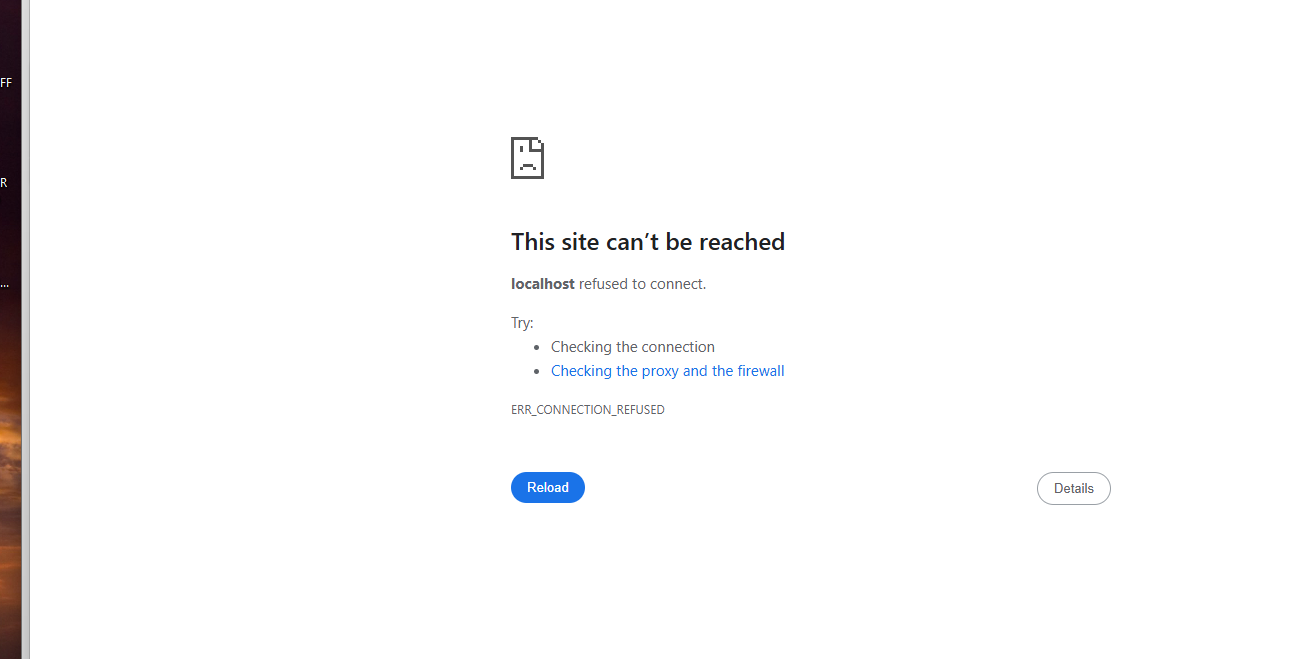 FF
R
...
This site can’t be reached
localhost refused to connect.
Try:
• Checking the connection
• Checking the proxy and the firewall
ERR_CONNECTION_REFUSED
Reload
Details